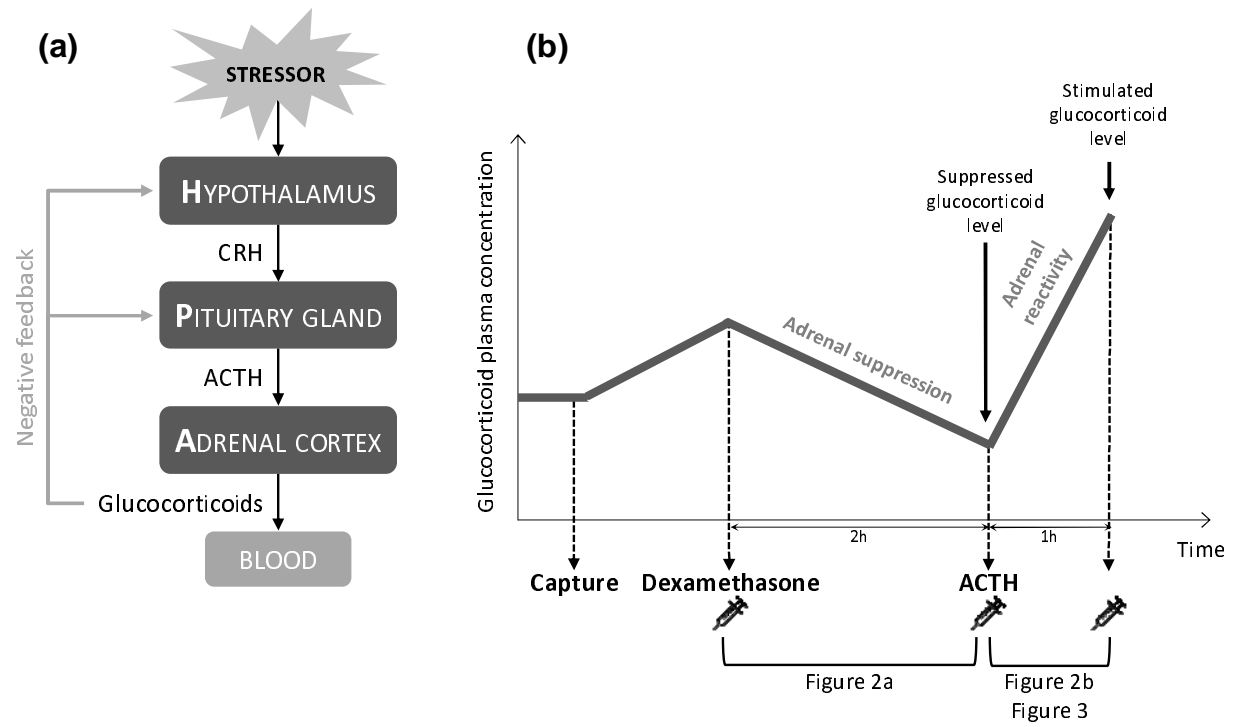 (a)
STRESSOR
HYPOTHALAMUS
CRH
PITUITARY GLAND
ACTH
ADRENAL CORTEX
Glucocorticoids
BLOOD
Negative feedback
(b)
Glucocorticoid plasma concentration
Stimulated
glucocorticoid
level
Suppressed
glucocorticoid
level
Adrenal suppression
Adrenal
reactivity
2h
1h
Time
Capture
Dexamethasone
ACTH
Figure 2a
Figure 2b
Figure 3